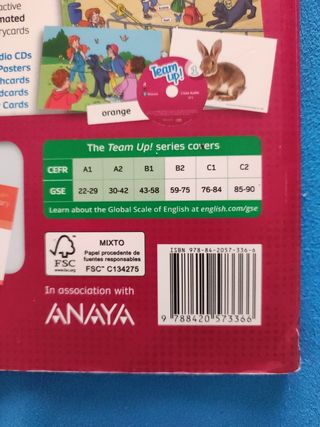 active
mated
rycards
dio CDs
Posters
hcards
dcards
Cards
Team up!
orange
The Team Up! series covers
CEFR A1 A2 B1 B2 C1 C2
GSE 22-29 30-42 43-58 59-75 76-84 85-90
Learn about the Global Scale of English at english.com/gse
FSC
www.fsc.org
MIXTO
Papel procedente de
fuentes responsables
FSC™ C134275
In association with
ANAYA
ISBN 978-84-2057-336-6
9 788420 573366